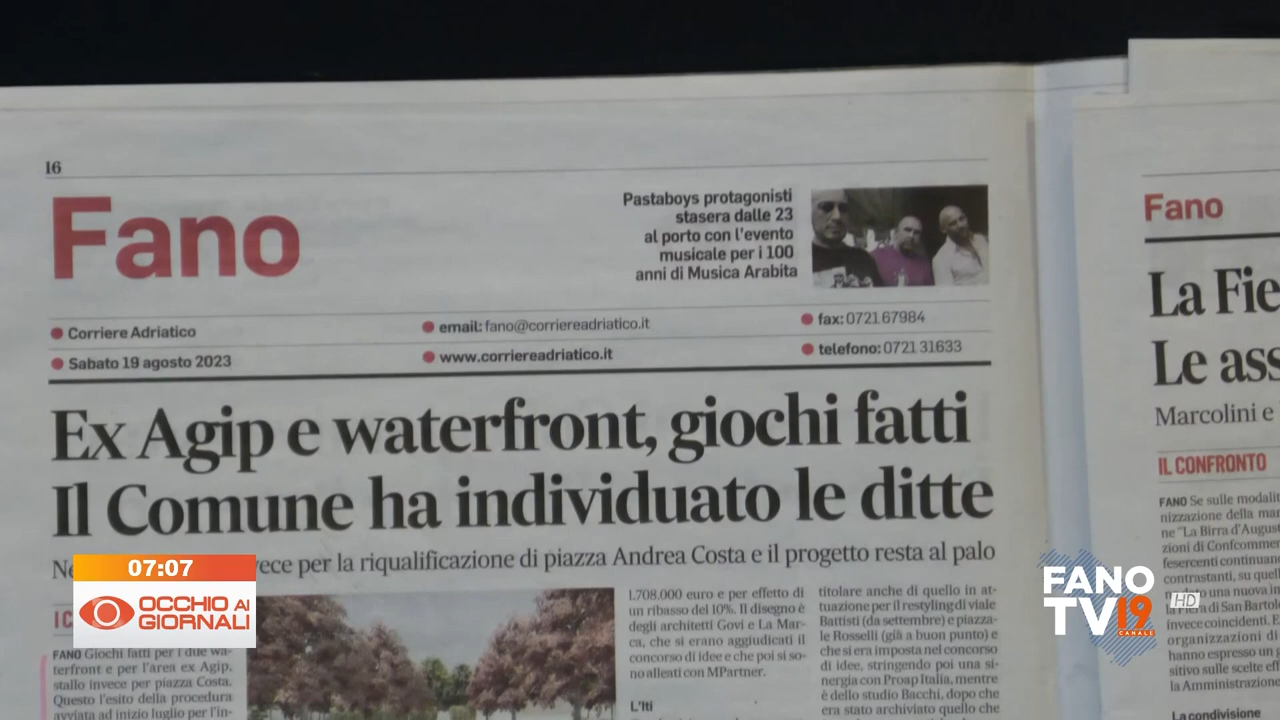 16
Fano
Pastaboys protagonisti
stasera dalle 23
al porto con l'evento
musicale per i 100
anni di Musica Arabita
Corriere Adriatico
Sabato 19 agosto 2023
email: fano@corriereadriatico.it
www.corriereadriatico.it
fax: 0721 67984
telefono: 0721 31633
Ex Agip e waterfront, giochi fatti
Il Comune ha individuato le ditte
per la riqualificazione di piazza Andrea Costa e il progetto resta al palo
FANO Giochi fatti per i due wa-
terfront e per l'area ex Agip,
stallo invece per piazza Costa.
Questo l'esito della procedura
avviata ad inizio luglio per l'in-
1.708.000 euro e per effetto di
un ribasso del 10%. Il disegno è
degli architetti Govi e La Mar-
ca, che si erano aggiudicati il
concorso di idee e che poi si so-
no alleati con MPartner.
L'Iti
titolare anche di quello in at-
tuazione per il restyling di viale
Battisti (da settembre) e piazza-
le Rosselli (già a buon punto) e
che si era imposta nel concorso
di idee, stringendo poi una si-
nergia con Proap Italia, mentre
è dello studio Bacchi, dopo che
era stato archiviato quello che
Fano
La Fie
Le ass
Marcolini e
IL CONFRONTO
FANO Se sulle modalit
nizzazione della mar
ne "La Birra d'Augus
zioni di Confcommer
fesercenti continuan
contrastanti, su quell
una nuova in
la Fiera di San Bartol
invece coincidenti. E
organizzazioni di
hanno espresso un g
sitivo sulle scelte eff
la Amministrazione
La condivisione
07:07
OCCHIO AI
GIORNALI
FANO
TV19
CANALE
HD